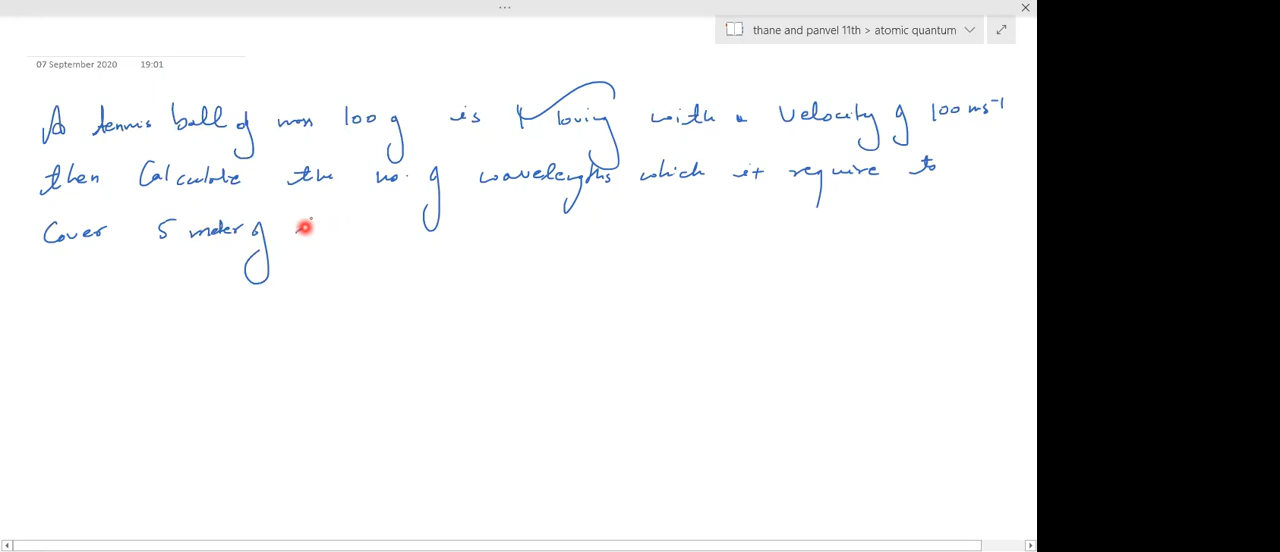 thane and panvel 11th > atomic quantum
07 September 2020 19:01
A tennis ball of mass 100 g is moving with a velocity of 100 ms⁻¹
then Calculate the no. of wavelengths which it require to
Cover 5 meter of